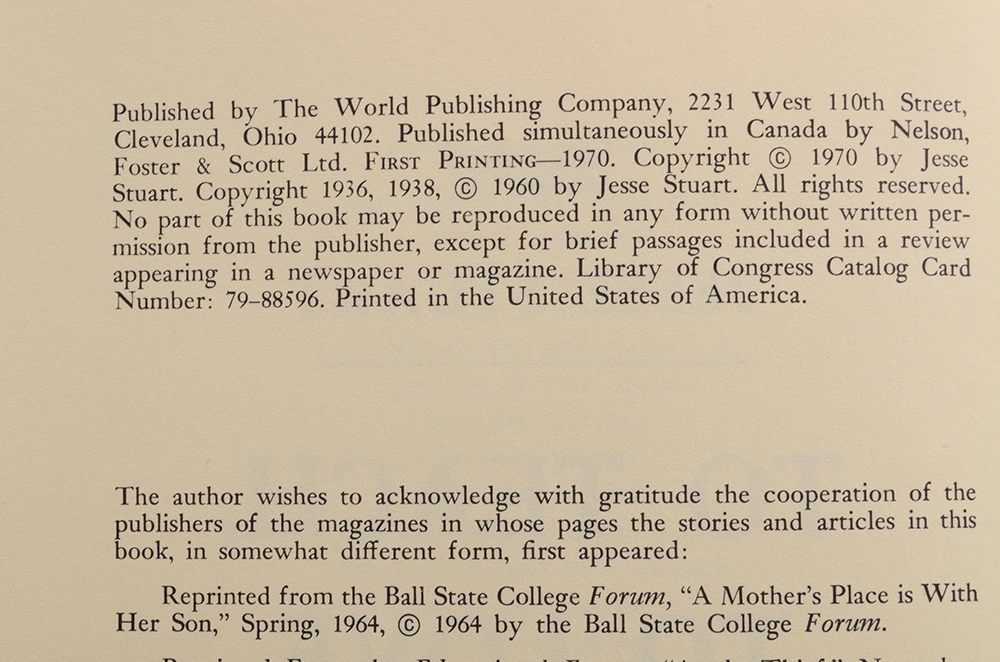 Published by The World Publishing Company, 2231 West 110th Street,
Cleveland, Ohio 44102. Published simultaneously in Canada by Nelson,
Foster & Scott Ltd. FIRST PRINTING—1970. Copyright © 1970 by Jesse
Stuart. Copyright 1936, 1938, © 1960 by Jesse Stuart. All rights reserved.
No part of this book may be reproduced in any form without written per-
mission from the publisher, except for brief passages included in a review
appearing in a newspaper or magazine. Library of Congress Catalog Card
Number: 79–88596. Printed in the United States of America.
The author wishes to acknowledge with gratitude the cooperation of the
publishers of the magazines in whose pages the stories and articles in this
book, in somewhat different form, first appeared:
Reprinted from the Ball State College Forum, “A Mother’s Place is With
Her Son,” Spring, 1964, © 1964 by the Ball State College Forum.